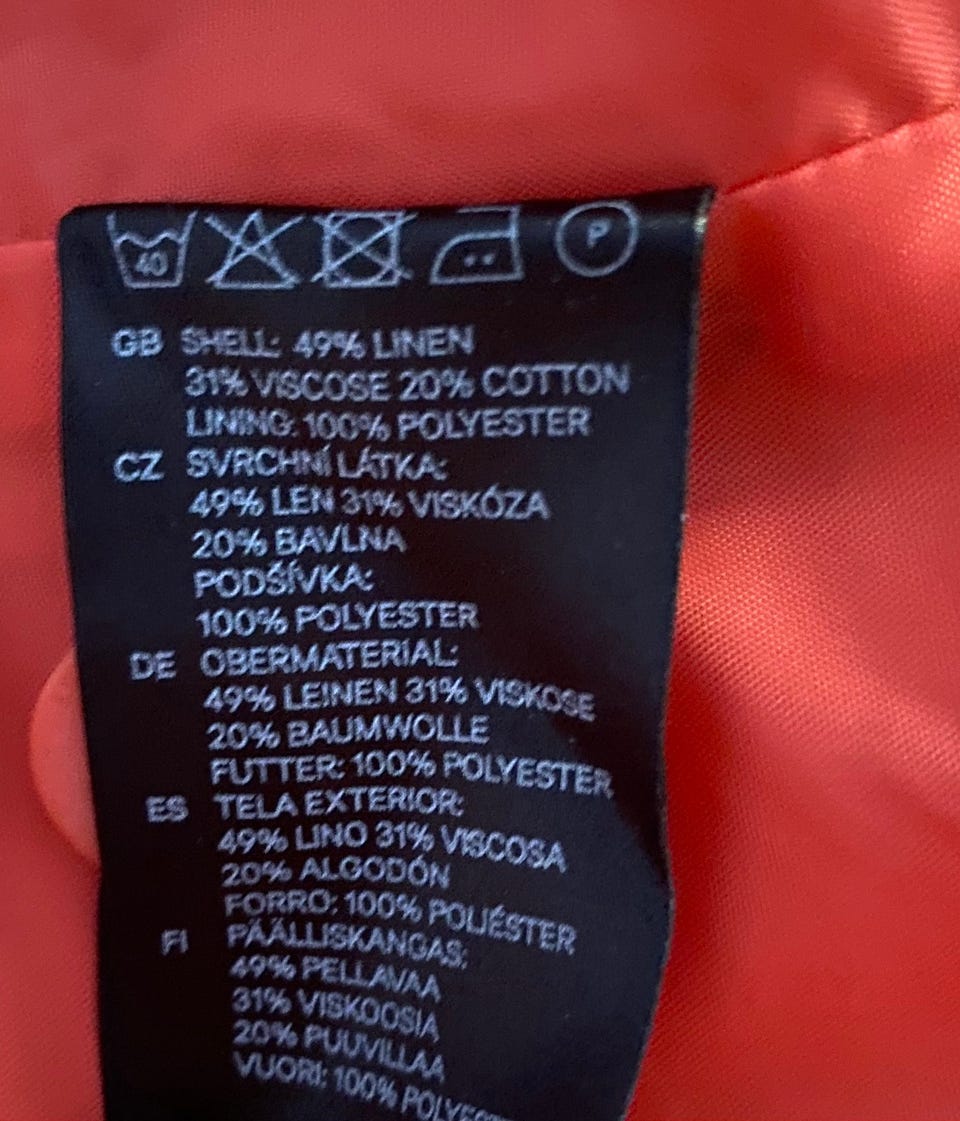 40 P
GB SHELL: 49% LINEN
31% VISCOSE 20% COTTON
LINING: 100% POLYESTER
CZ SVRCHNÍ LÁTKA:
49% LEN 31% VISKÓZA
20% BAVLNA
PODŠÍVKA:
100% POLYESTER
DE OBERMATERIAL:
49% LEINEN 31% VISKOSE
20% BAUMWOLLE
FUTTER: 100% POLYESTER
ES TELA EXTERIOR:
49% LINO 31% VISCOSA
20% ALGODÓN
FORRO: 100% POLIÉSTER
FI PÄÄLLISKANGAS:
49% PELLAVAA
31% VISKOOSIA
20% PUUVILLAA
VUORI: 100%